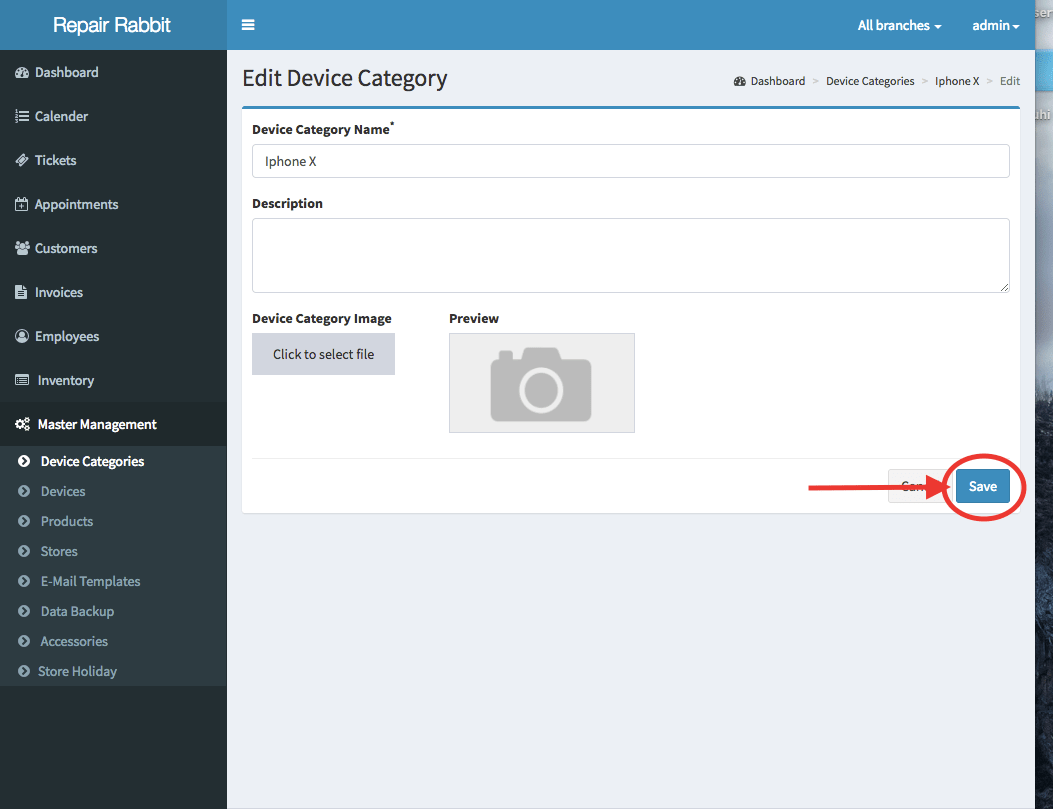 Repair Rabbit
All branches
admin
Dashboard
Calender
Tickets
Appointments
Customers
Invoices
Employees
Inventory
Master Management
Device Categories
Devices
Products
Stores
E-Mail Templates
Data Backup
Accessories
Store Holiday
Edit Device Category
Dashboard > Device Categories > Iphone X > Edit
Device Category Name*
Iphone X
Description
Device Category Image
Click to select file
Preview
Save